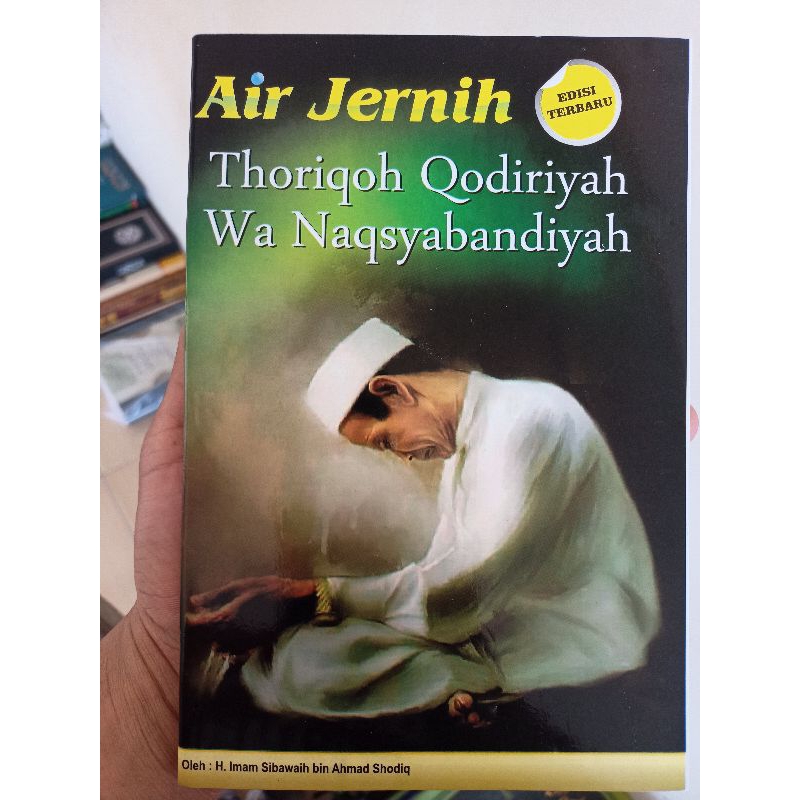 Air Jernih
EDISI
TERBARU
Thoriqoh Qodiriyah
Wa Naqsyabandiyah
Oleh : H. Imam Sibawaih bin Ahmad Shodiq